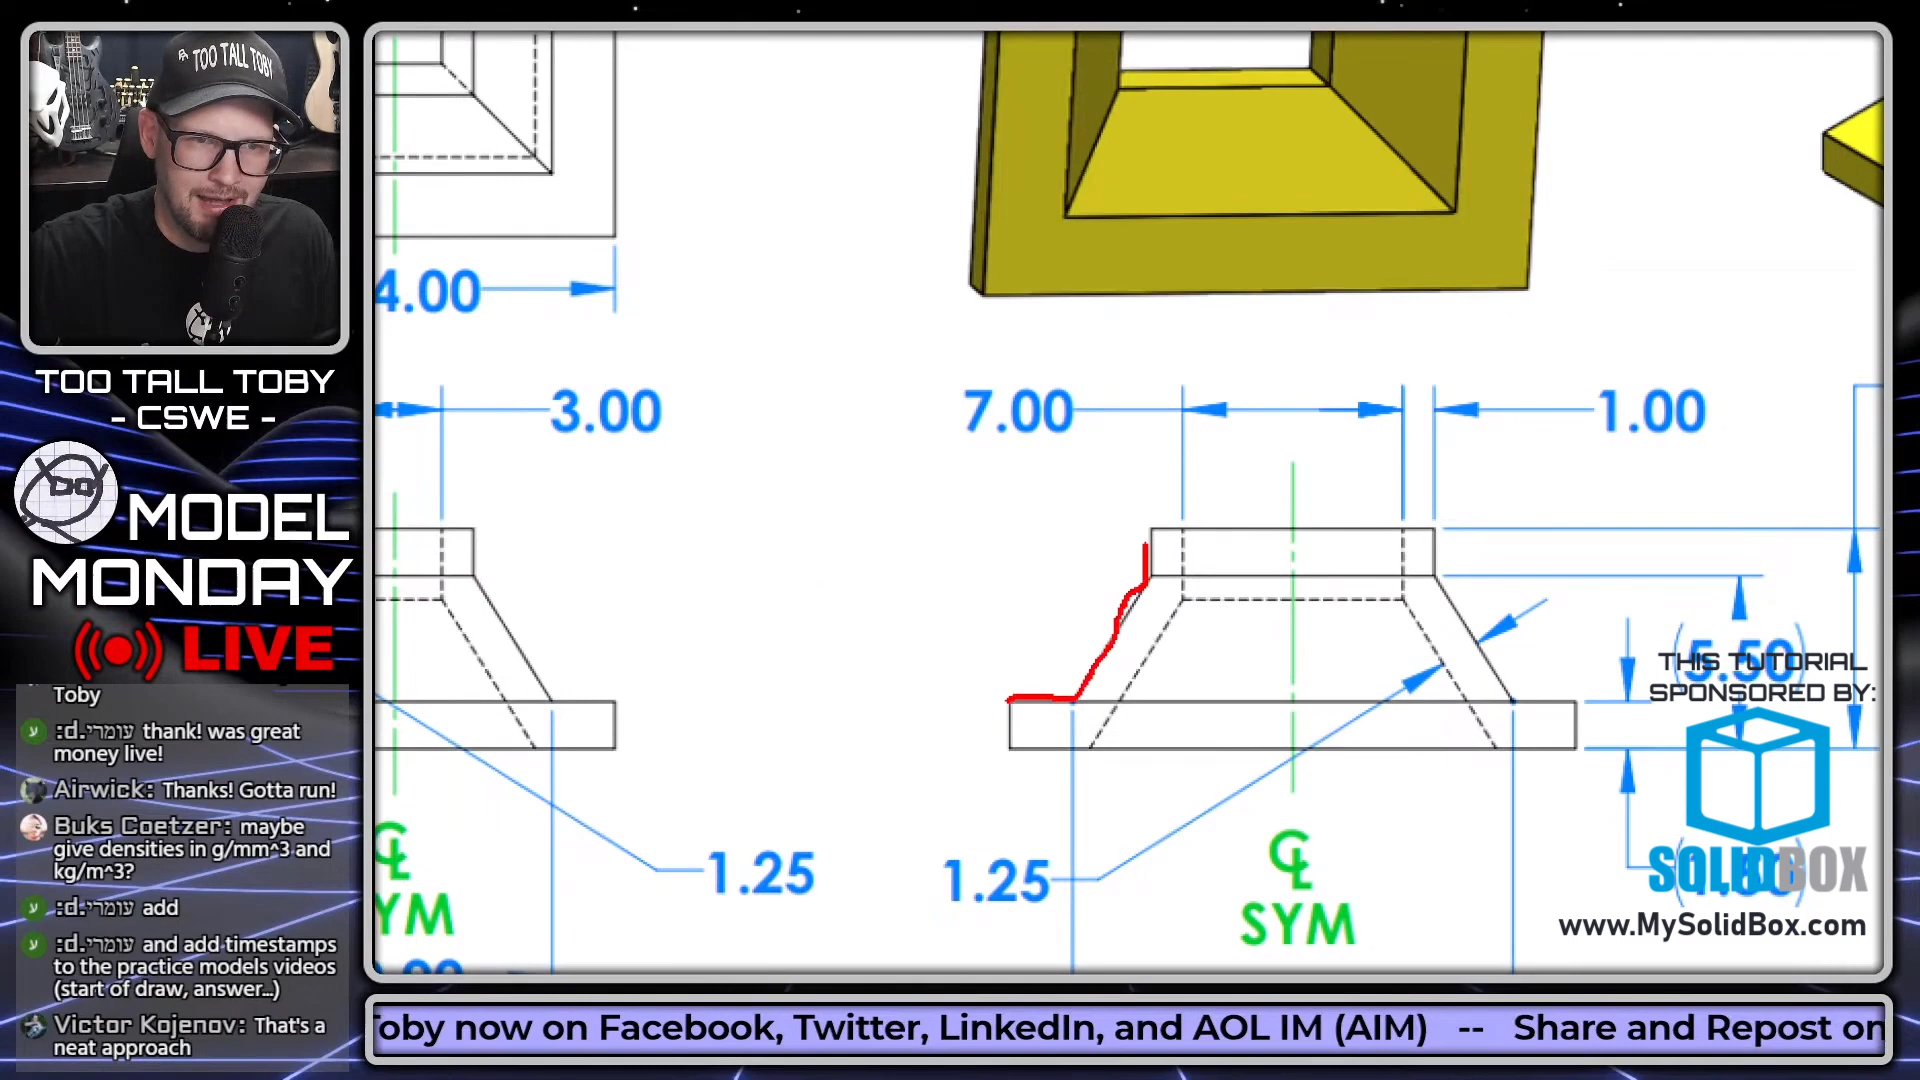 TOO TALL TOBY
TOO TALL TOBY
- CSWE -
MODEL
MONDAY
LIVE
Toby
עומרי.d: thank! was great
money live!
Airwick: Thanks! Gotta run!
Buks Coetzer: maybe
give densities in g/mm^3 and
kg/m^3?
עומרי.d: add
עומרי.d: and add timestamps
to the practice models videos
(start of draw, answer...)
Victor Kojenov: That's a
neat approach
4.00
3.00
7.00
1.00
(5.50)
1.25
1.25
SYM
THIS TUTORIAL
SPONSORED BY:
SOLIDBOX
www.MySolidBox.com
Toby now on Facebook, Twitter, LinkedIn, and AOL IM (AIM) -- Share and Repost on